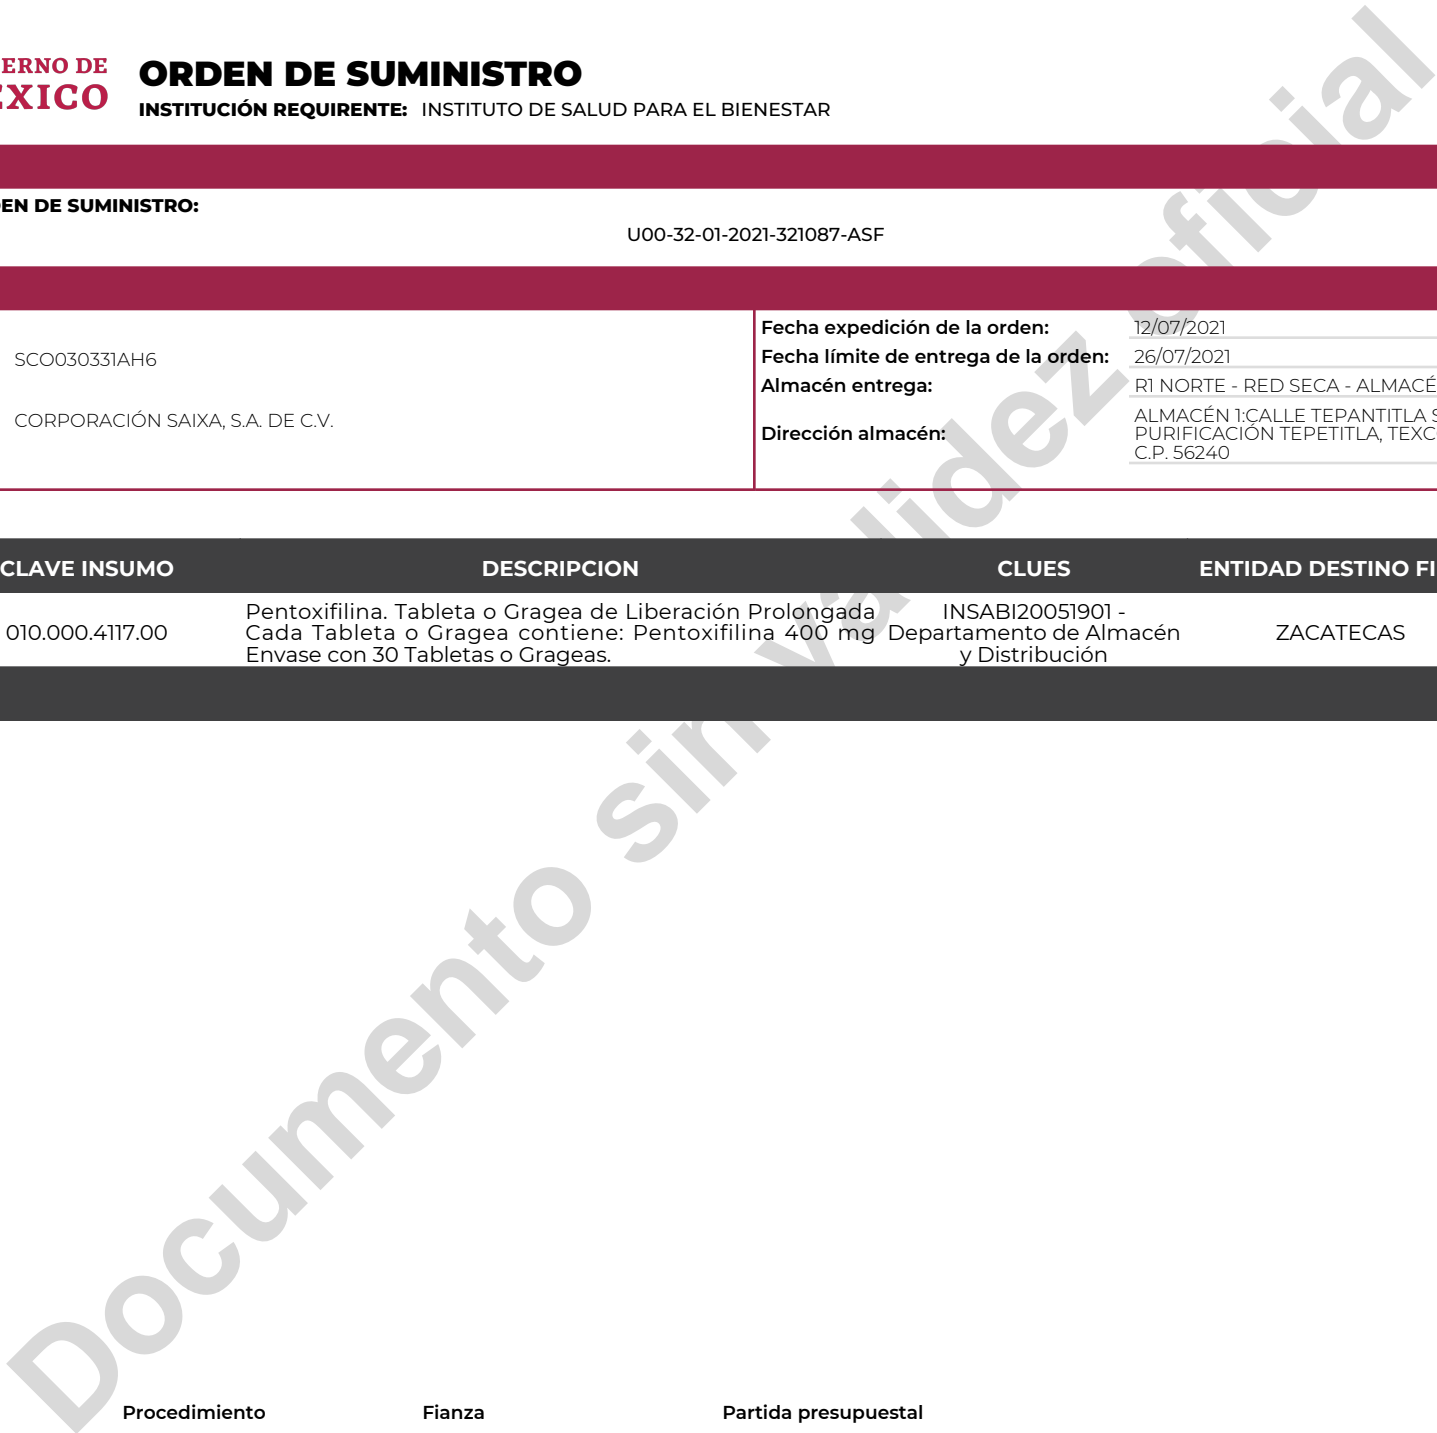 ERNO DE
EXICO
ORDEN DE SUMINISTRO
INSTITUCIÓN REQUIRENTE: INSTITUTO DE SALUD PARA EL BIENESTAR
EN DE SUMINISTRO:
U00-32-01-2021-321087-ASF
SCO030331AH6
CORPORACIÓN SAIXA, S.A. DE C.V.
Fecha expedición de la orden: 12/07/2021
Fecha límite de entrega de la orden: 26/07/2021
Almacén entrega: R1 NORTE - RED SECA - ALMACÉ
Dirección almacén:
ALMACÉN 1:CALLE TEPANTITLA S
PURIFICACIÓN TEPETITLA, TEXC
C.P. 56240
CLAVE INSUMO DESCRIPCION CLUES ENTIDAD DESTINO FI
010.000.4117.00
Pentoxifilina. Tableta o Gragea de Liberación Prolongada
Cada Tableta o Gragea contiene: Pentoxifilina 400 mg
Envase con 30 Tabletas o Grageas.
INSABI20051901 -
Departamento de Almacén
y Distribución
ZACATECAS
Documento sin validez oficial
Procedimiento Fianza Partida presupuestal